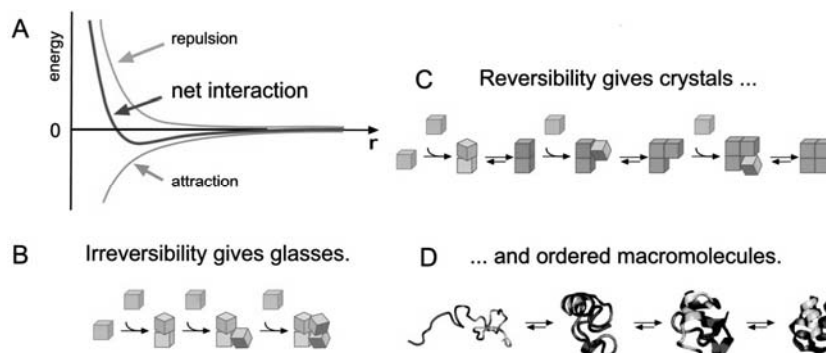 A
energy
repulsion
net interaction
0
r
attraction
B Irreversibility gives glasses.
C Reversibility gives crystals ...
D ... and ordered macromolecules.